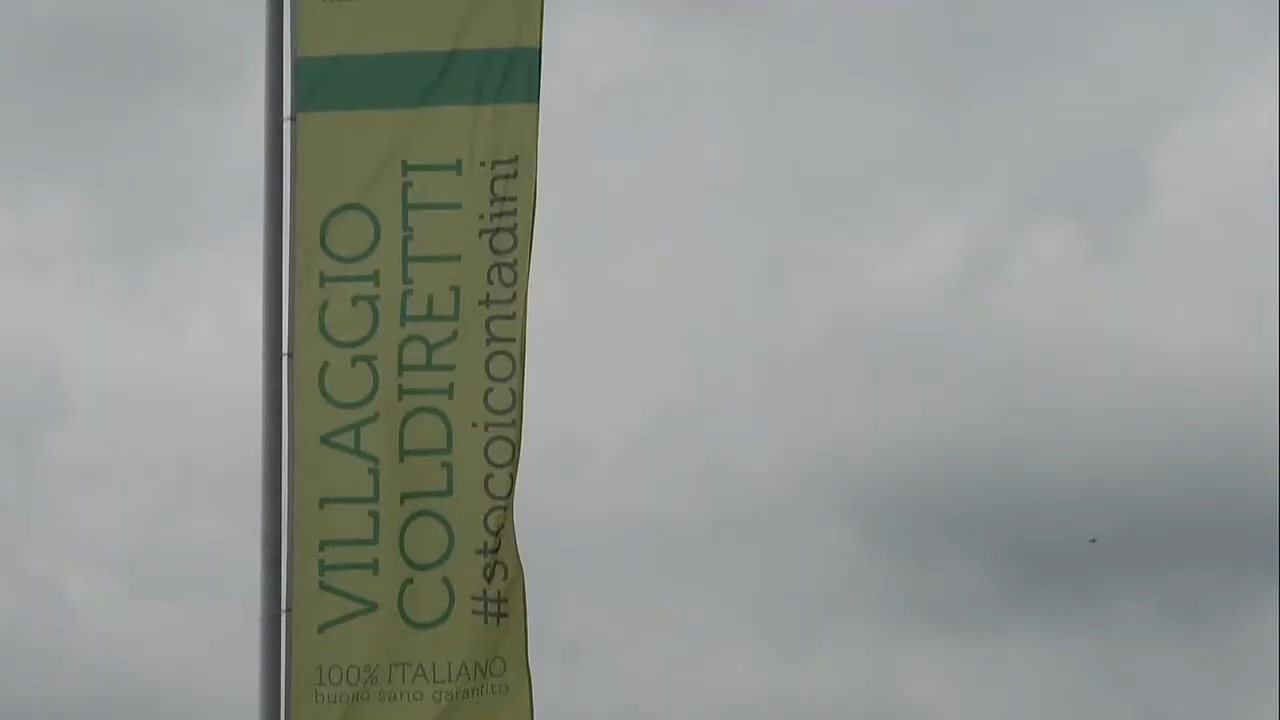 VILLAGGIO
COLDIRETTI
#stocoicontadini
100% ITALIANO
buono sano garantito